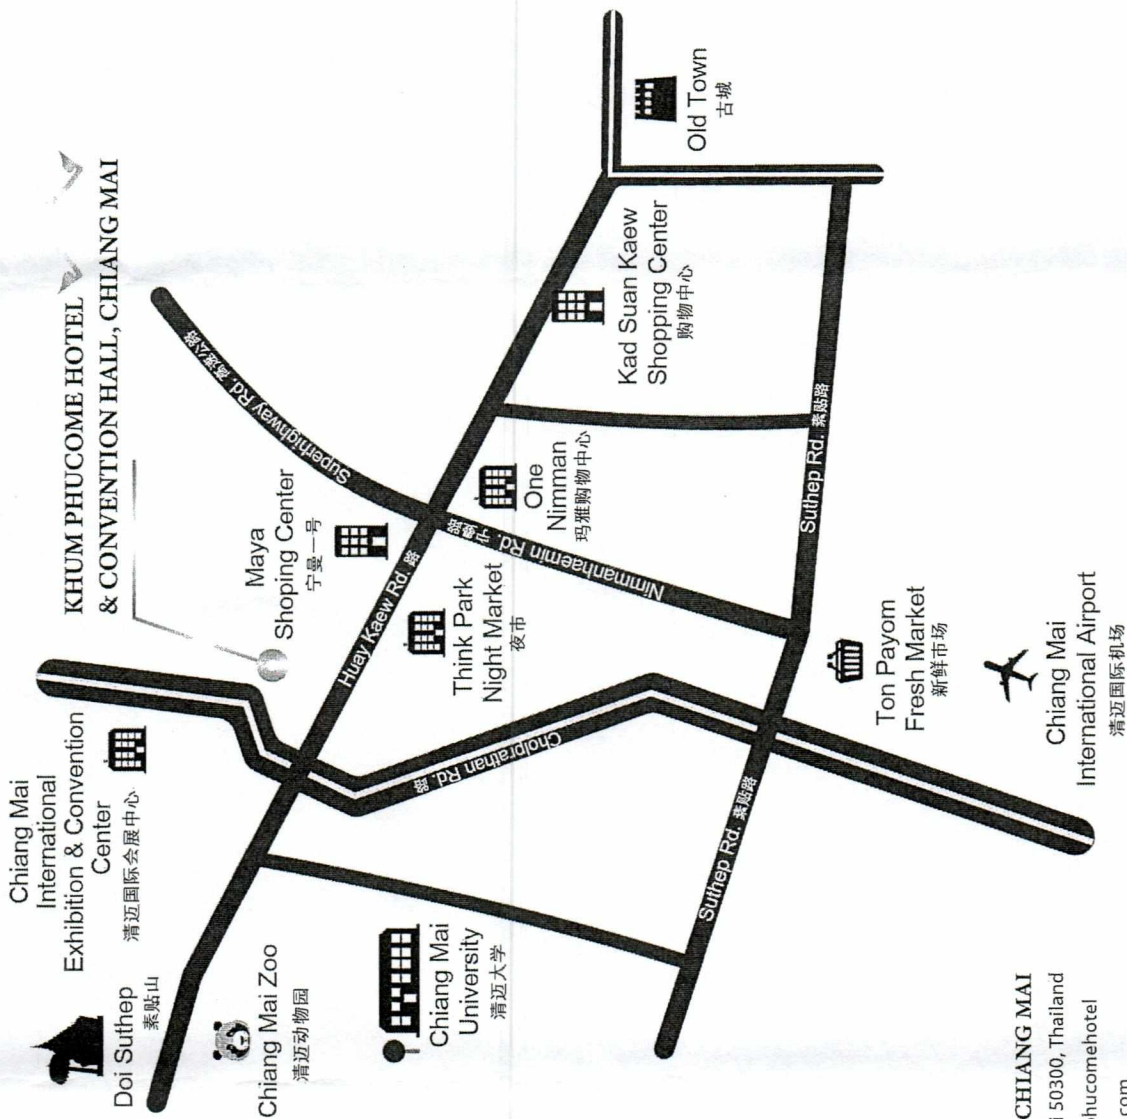 KHUM PHUCOME HOTEL
& CONVENTION HALL, CHIANG MAI
Chiang Mai
International
Exhibition & Convention
Center
清迈国际会展中心
Doi Suthep
素贴山
Chiang Mai Zoo
清迈动物园
Chiang Mai
University
清迈大学
Maya
Shoping Center
宁曼一号
Superhighway Rd. 高速公路
Huay Kaew Rd. 路
Think Park
Night Market
夜市
One
Nimman
玛雅购物中心
Nimmanhaemin Rd. 宁曼路
Cholprathan Rd. 路
Kad Suan Kaew
Shopping Center
购物中心
Old Town
古城
Suthep Rd. 素贴路
Suthep Rd. 素贴路
Ton Payom
Fresh Market
新鲜市场
Chiang Mai
International Airport
清迈国际机场
CHIANG MAI
i 50300, Thailand
hucomehotel
.com